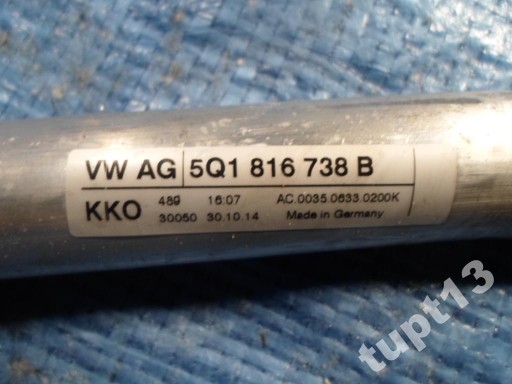 VW AG 5Q1 816 738 B
KKO 489 16:07 AC.0035.0633.0200K
30050 30.10.14 Made in Germany
tupt13